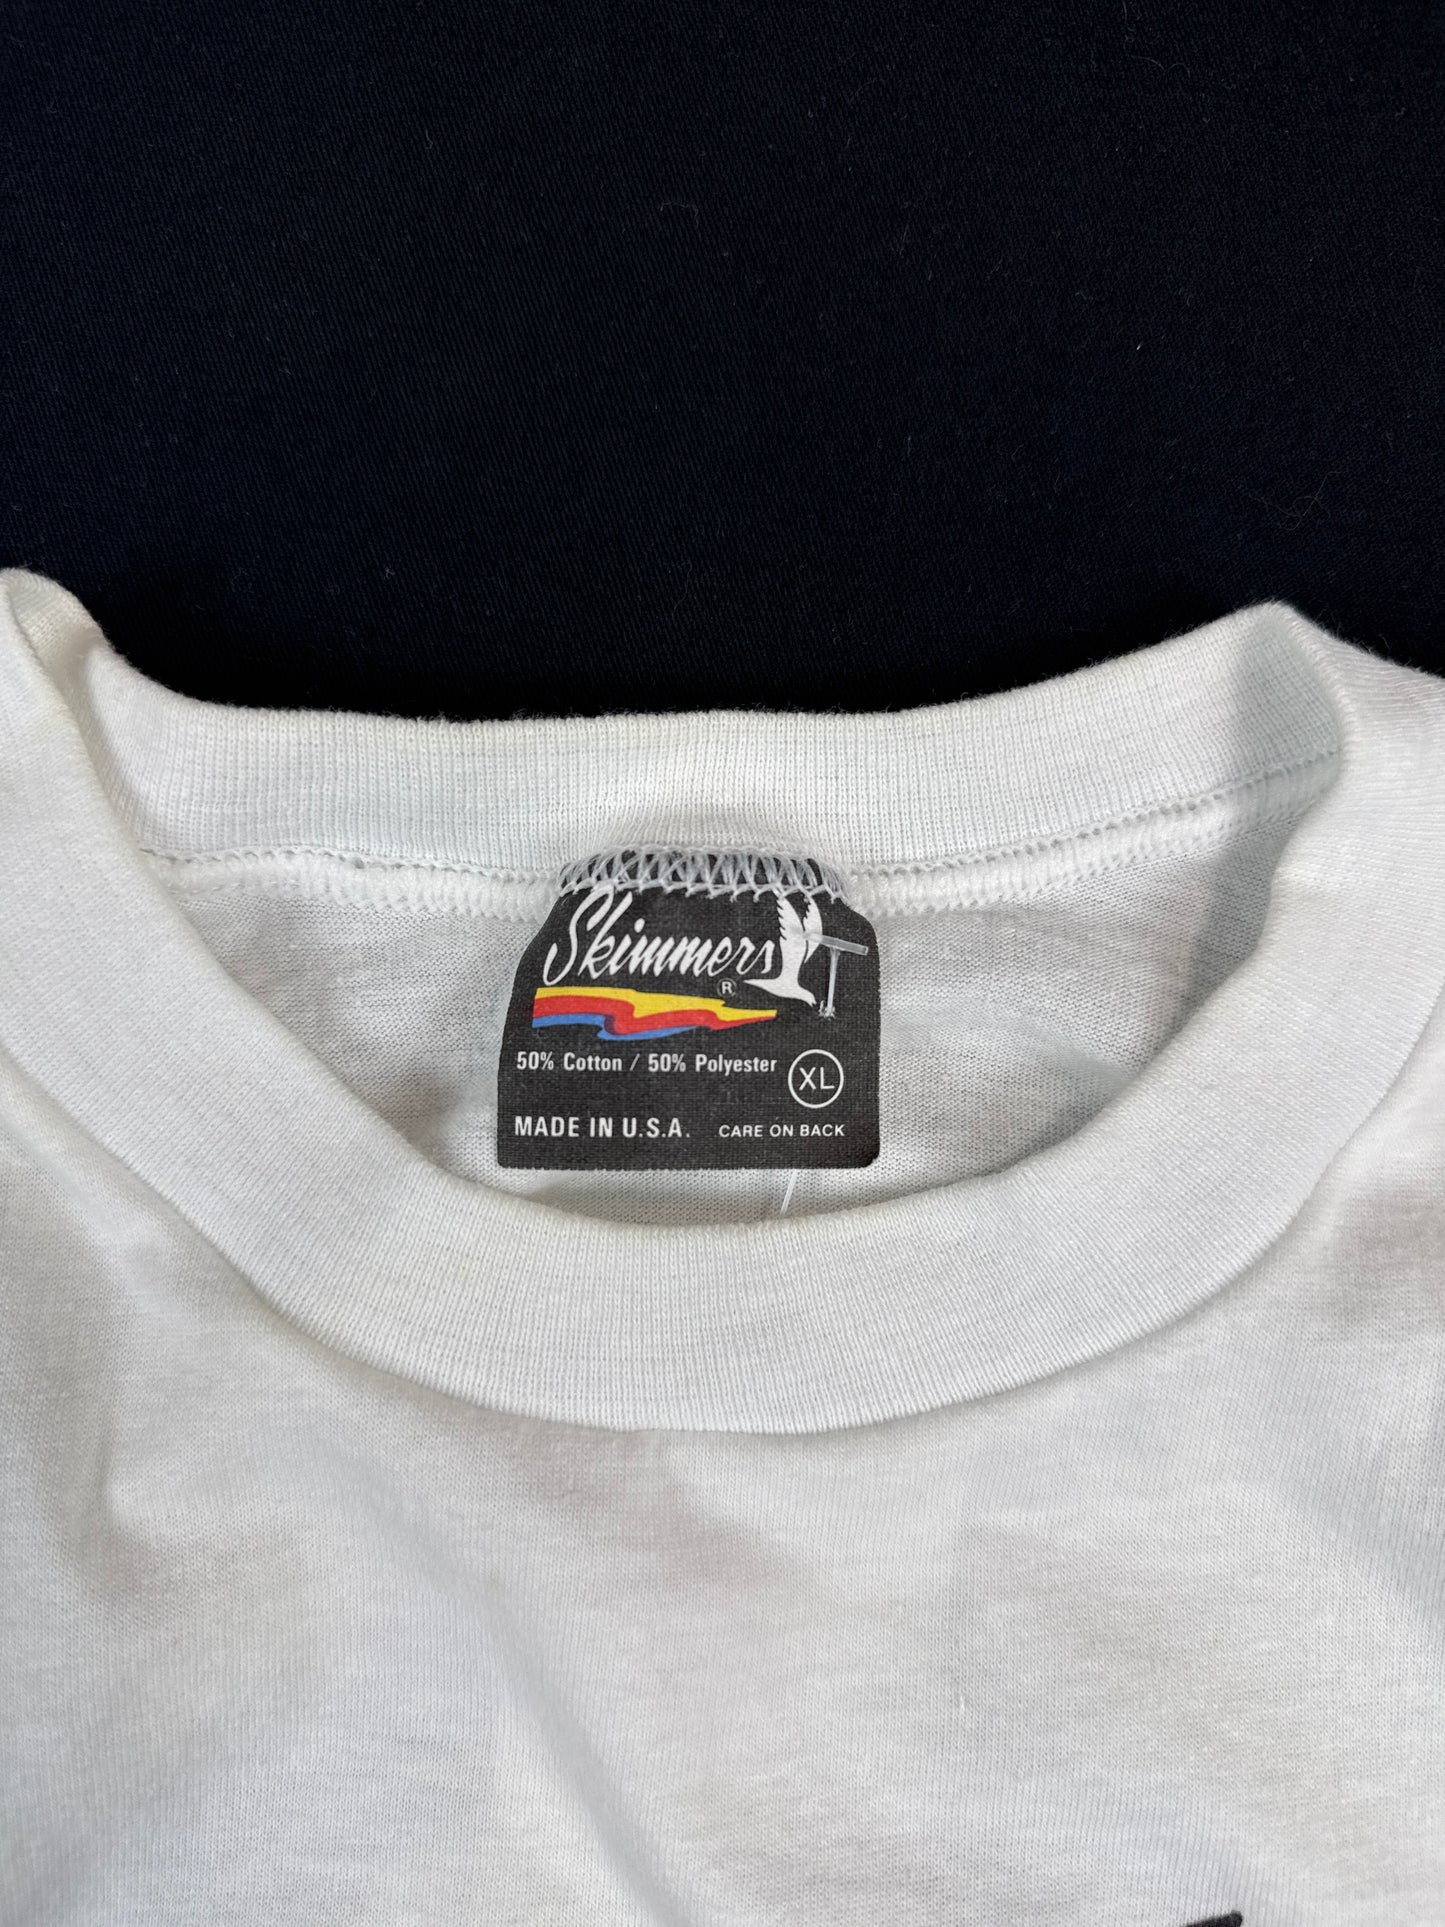 Skimmers ®
50% Cotton / 50% Polyester XL
MADE IN U.S.A. CARE ON BACK